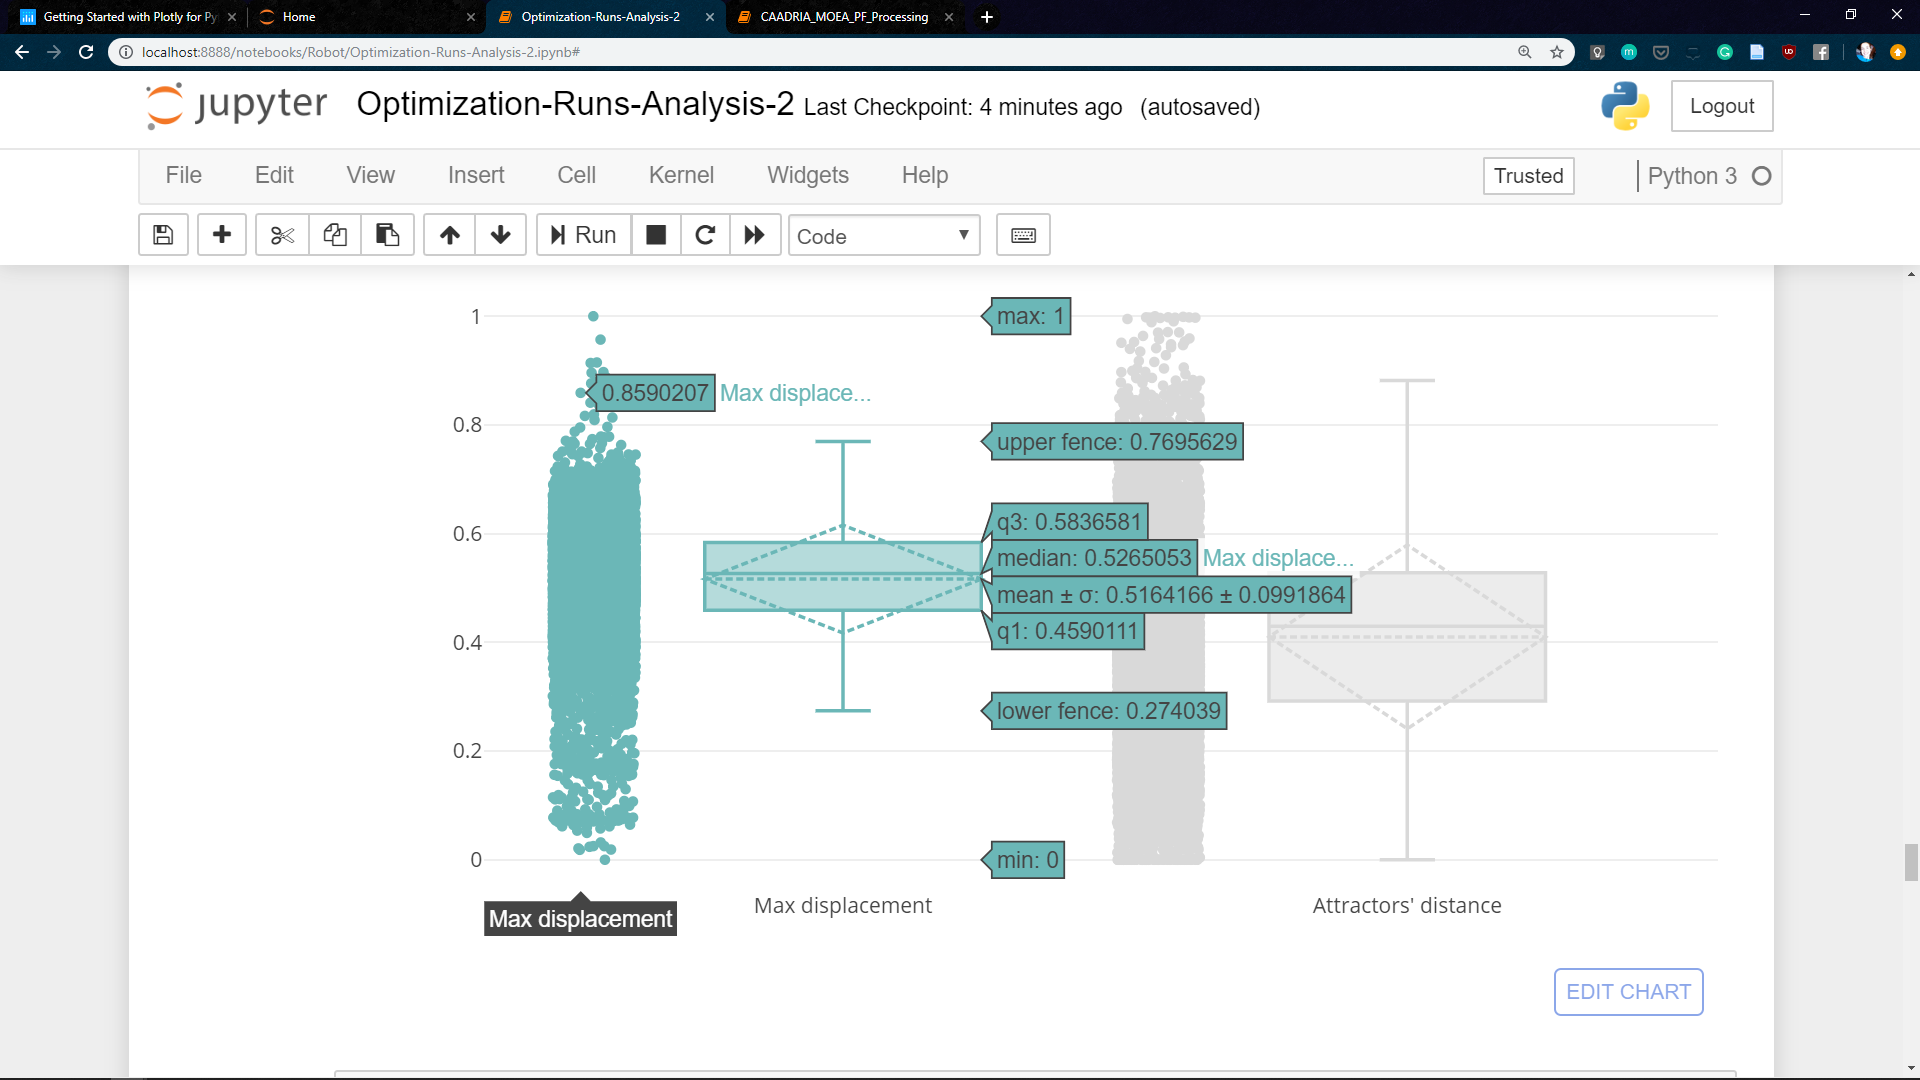 Getting Started with Plotly for Py
Home
Optimization-Runs-Analysis-2
CAADRIA_MOEA_PF_Processing
localhost:8888/notebooks/Robot/Optimization-Runs-Analysis-2.ipynb#
jupyter
Optimization-Runs-Analysis-2 Last Checkpoint: 4 minutes ago (autosaved)
Logout
File Edit View Insert Cell Kernel Widgets Help
Trusted
Python 3
Run
Code
1
max: 1
0.8590207 Max displace...
0.8
upper fence: 0.7695629
q3: 0.5836581
0.6
median: 0.5265053 Max displace...
mean ± σ: 0.5164166 ± 0.0991864
q1: 0.4590111
0.4
lower fence: 0.274039
0.2
0
min: 0
Max displacement
Max displacement
Attractors' distance
EDIT CHART